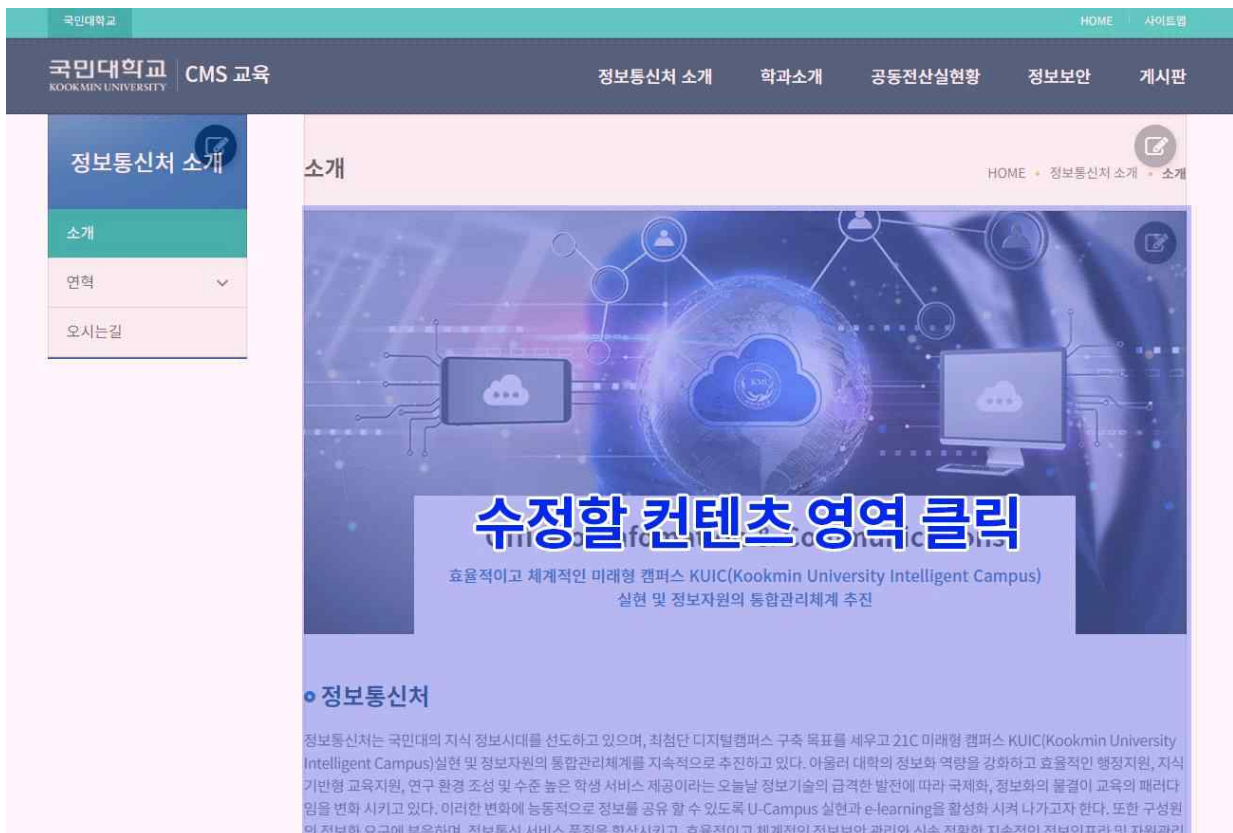 국민대학교
HOME 사이트맵
국민대학교
KOOKMIN UNIVERSITY
CMS 교육
정보통신처 소개 학과소개 공동전산실현황 정보보안 게시판
정보통신처 소개
소개
연혁
오시는길
소개
HOME 정보통신처 소개 소개
수정할 컨텐츠 영역 클릭
효율적이고 체계적인 미래형 캠퍼스 KUIC(Kookmin University Intelligent Campus)
실현 및 정보자원의 통합관리체계 추진
정보통신처
정보통신처는 국민대의 지식 정보시대를 선도하고 있으며, 최첨단 디지털캠퍼스 구축 목표를 세우고 21C 미래형 캠퍼스 KUIC(Kookmin University
Intelligent Campus)실현 및 정보자원의 통합관리체계를 지속적으로 추진하고 있다. 아울러 대학의 정보화 역량을 강화하고 효율적인 행정지원, 지식
기반형 교육지원, 연구 환경 조성 및 수준 높은 학생 서비스 제공이라는 오늘날 정보기술의 급격한 발전에 따라 국제화, 정보화의 물결이 교육의 패러다
임을 변화 시키고 있다. 이러한 변화에 능동적으로 정보를 공유 할 수 있도록 U-Campus 실현과 e-learning을 활성화 시켜 나가고자 한다. 또한 구성원